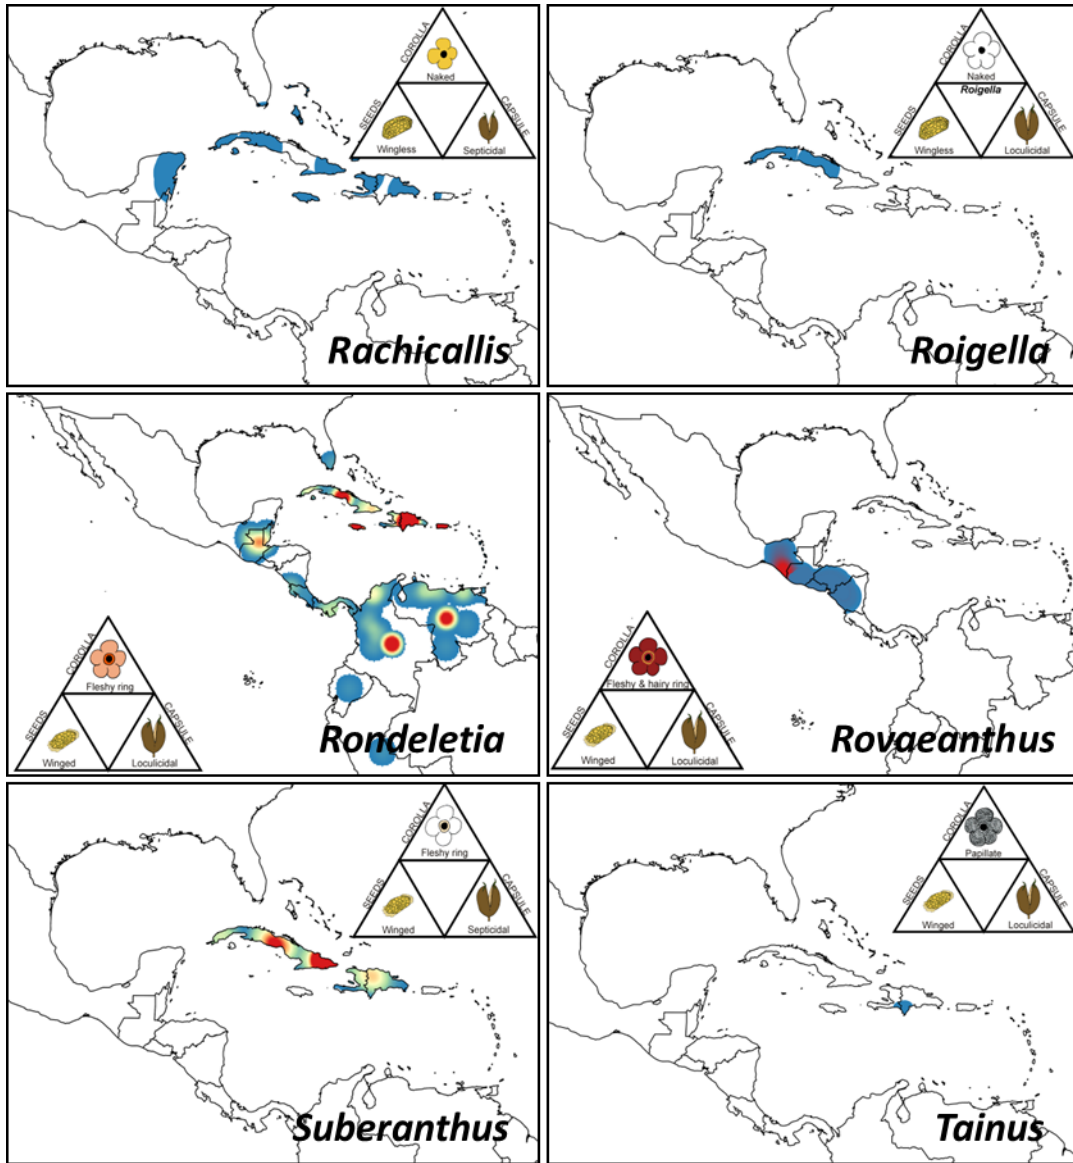 COROLLA
Naked
SEEDS
CAPSULE
Wingless
Septicidal
Rachicallis
COROLLA
Naked
Roigella
SEEDS
CAPSULE
Wingless
Loculicidal
Roigella
COROLLA
Fleshy ring
SEEDS
CAPSULE
Winged
Loculicidal
Rondeletia
COROLLA
Fleshy & hairy ring
SEEDS
CAPSULE
Winged
Loculicidal
Rovaeanthus
COROLLA
Fleshy ring
SEEDS
CAPSULE
Winged
Septicidal
Suberanthus
COROLLA
Papillate
SEEDS
CAPSULE
Winged
Loculicidal
Tainus